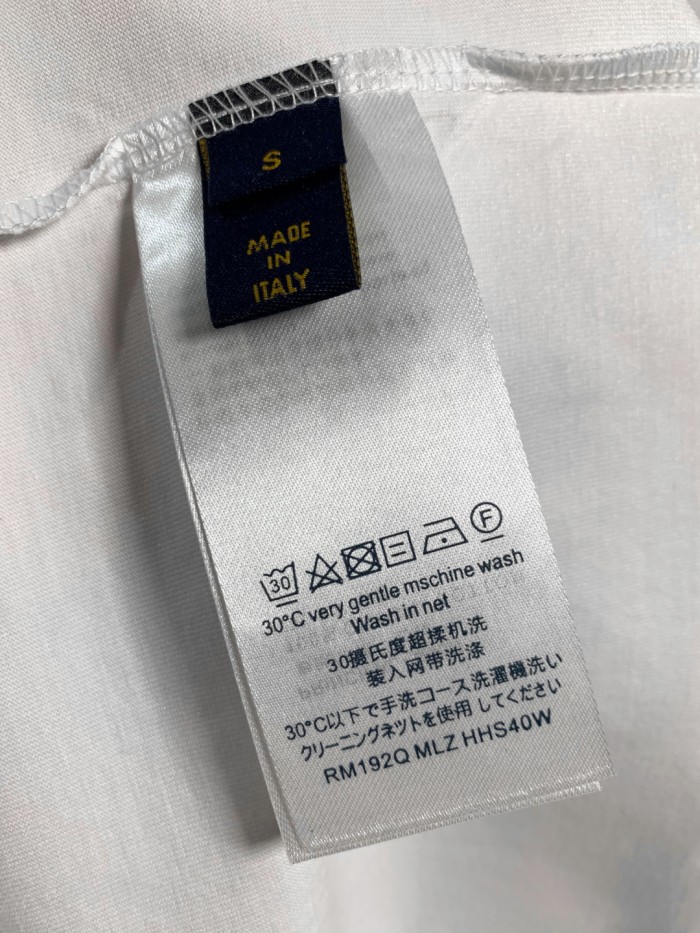 S
MADE
IN
ITALY
30
F
30°C very gentle mschine wash
Wash in net
30摄氏度超揉机洗
装入网带洗涤
30°C以下で手洗コース洗濯機洗い
クリーニングネットを使用してください
RM192Q MLZ HHS40W